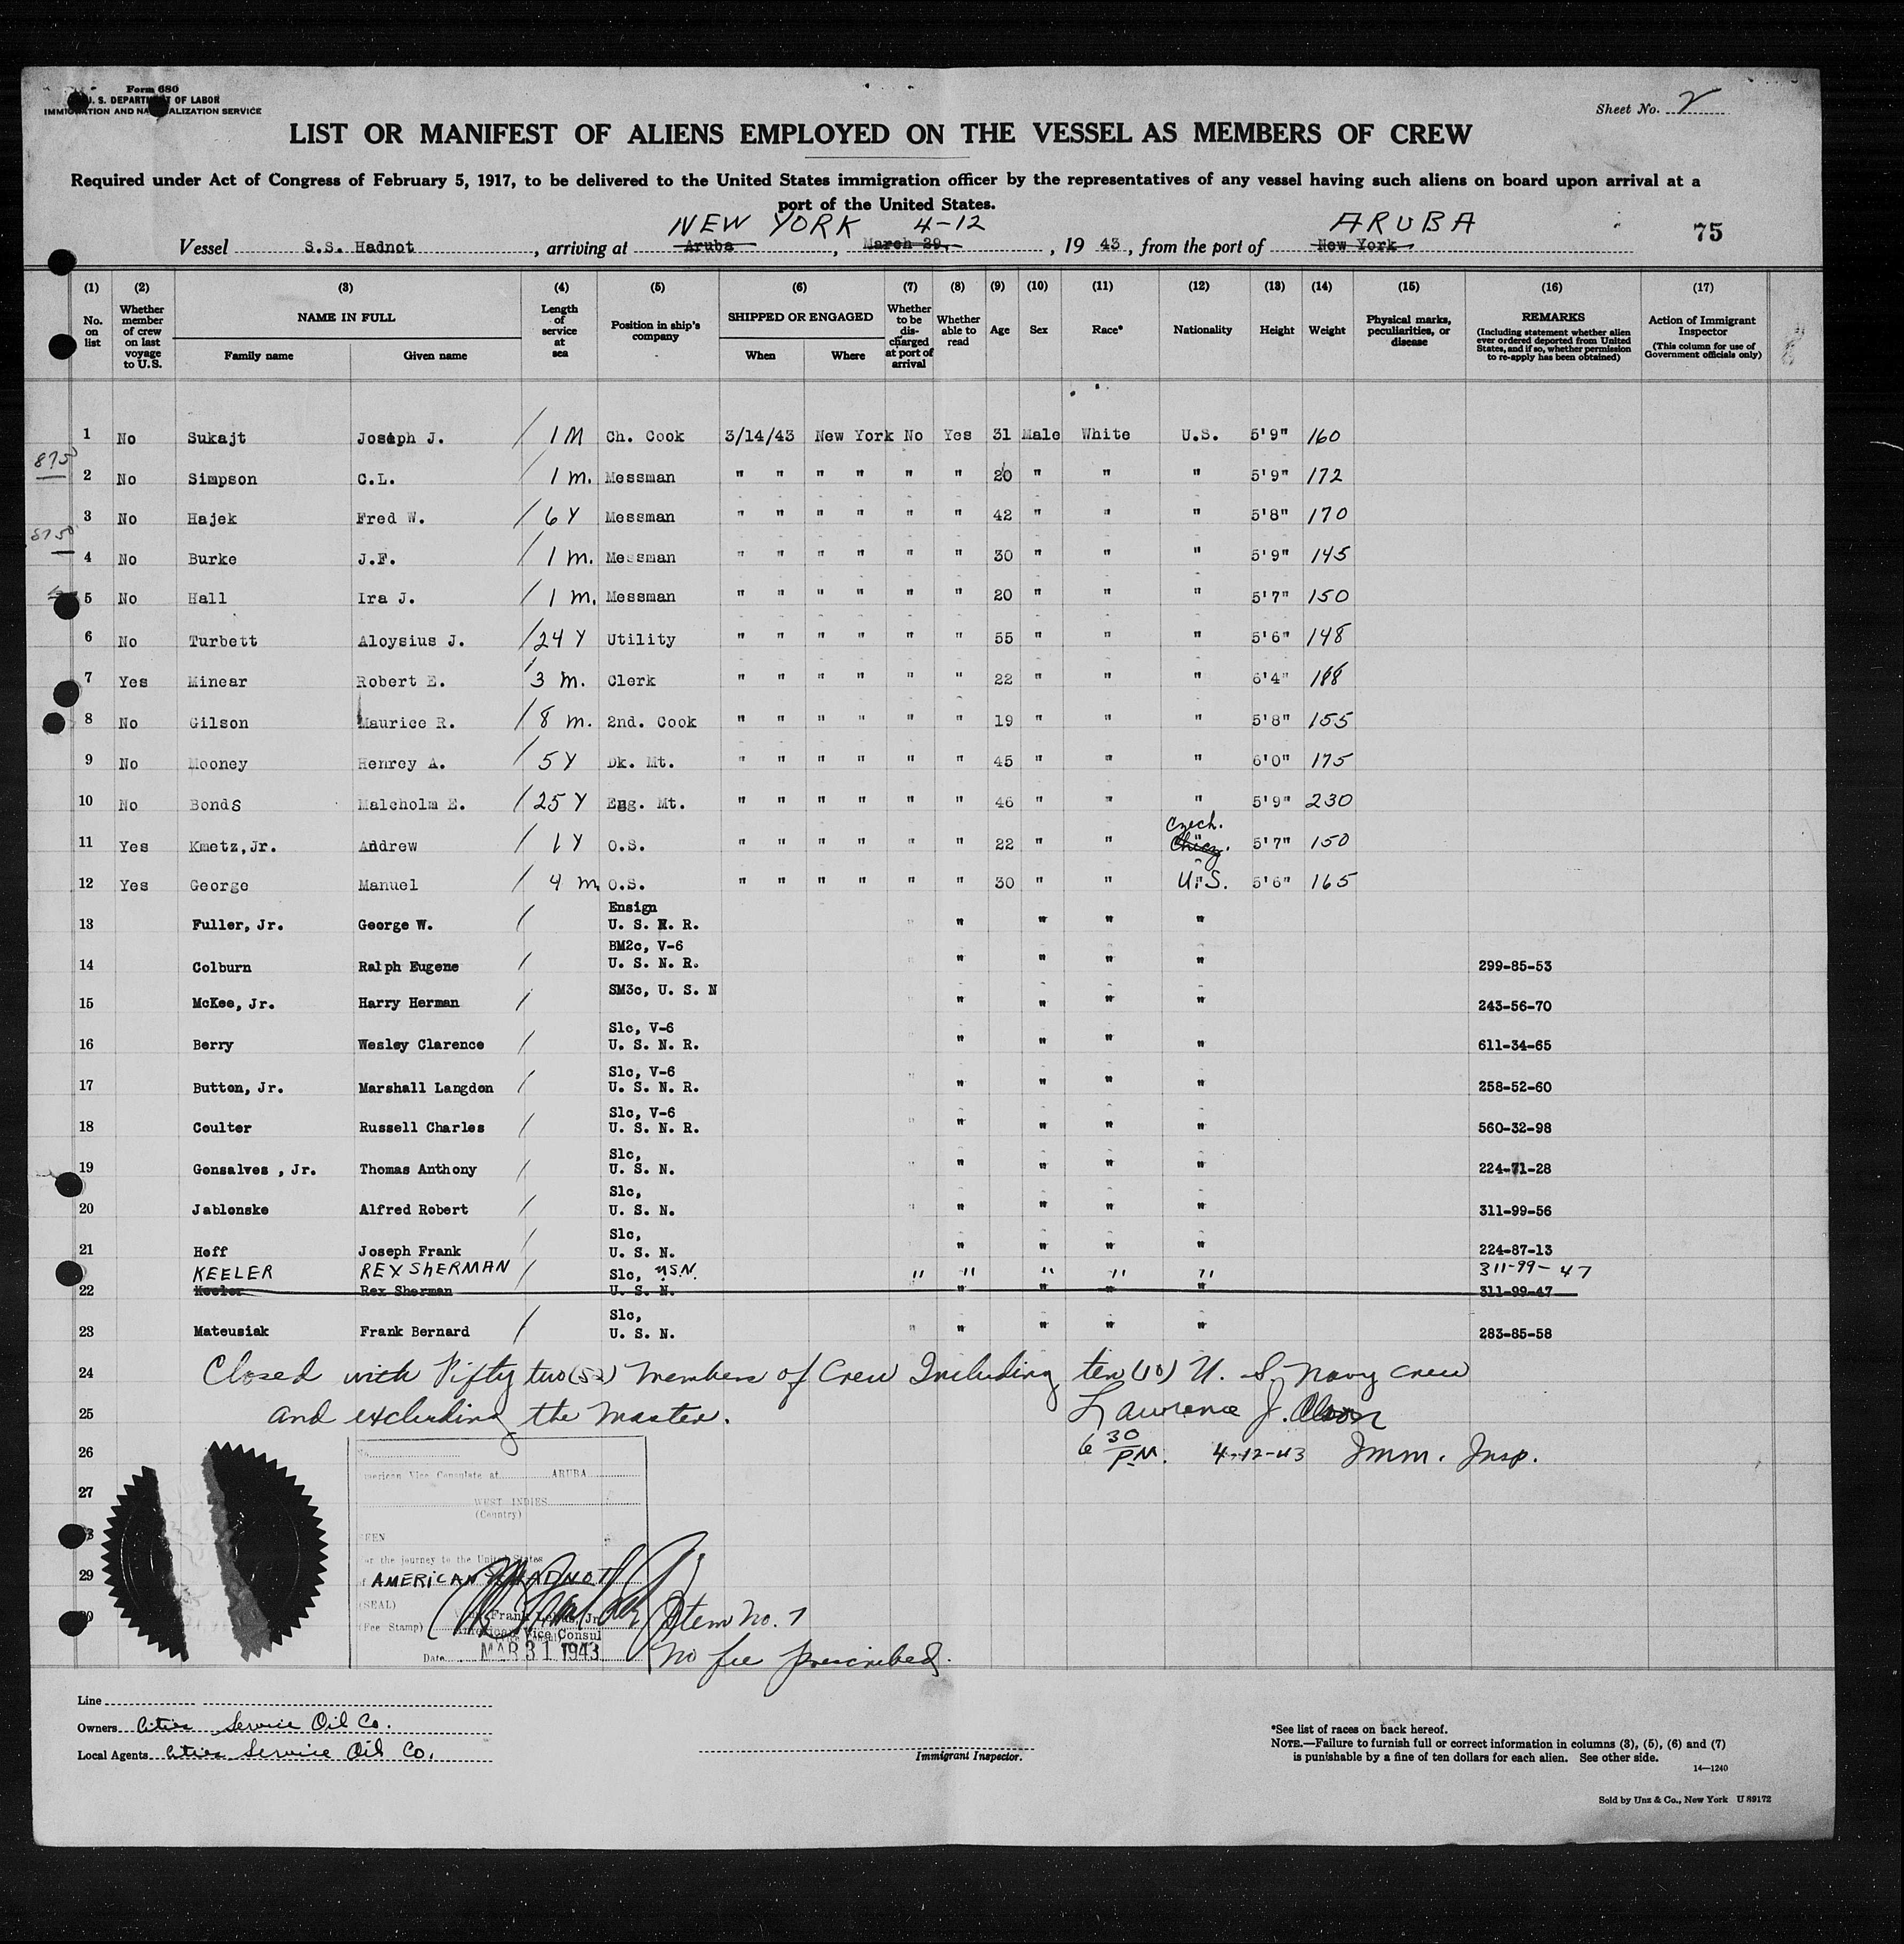 Form 680
U. S. DEPARTMENT OF LABOR
IMMIGRATION AND NATURALIZATION SERVICE
Sheet No. 2
LIST OR MANIFEST OF ALIENS EMPLOYED ON THE VESSEL AS MEMBERS OF CREW
Required under Act of Congress of February 5, 1917, to be delivered to the United States immigration officer by the representatives of any vessel having such aliens on board upon arrival at a
port of the United States.
NEW YORK 4-12 ARUBA
Vessel S.S. Hadnot, arriving at Aruba, March 29, 1943, from the port of New York 75
(1) (2) (3) (4) (5) (6) (7) (8) (9) (10) (11) (12) (13) (14) (15) (16) (17)
No. on list
Whether member of crew on last voyage to U.S.
NAME IN FULL
Family name
Given name
Length of service at sea
Position in ship's company
SHIPPED OR ENGAGED
When
Where
Whether to be discharged at port of arrival
Whether able to read
Age
Sex
Race*
Nationality
Height
Weight
Physical marks, peculiarities, or disease
REMARKS
(Including statement whether alien ever ordered deported from United States, and if so, whether permission to re-apply has been obtained)
Action of Immigrant Inspector
(This column for use of Government officials only)
1 No Sukajt Joseph J. / 1 M Ch. Cook 3/14/43 New York No Yes 31 Male White U.S. 5'9" 160
875
2 No Simpson C.L. 1 m. Messman " " " " " " 20 " " " 5'9" 172
3 No Hajek Fred W. / 6 Y Messman " " " " " " 42 " " " 5'8" 170
4 No Burke J.F. / 1 m. Messman " " " " " " 30 " " " 5'9" 145
5 No Hall Ira J. / 1 m. Messman " " " " " " 20 " " " 5'7" 150
6 No Turbett Aloysius J. / 24 Y Utility " " " " " " 55 " " " 5'6" 148
7 Yes Minear Robert E. / 3 m. Clerk " " " " " " 22 " " " 6'4" 188
8 No Gilson Maurice R. / 8 m. 2nd. Cook " " " " " " 19 " " " 5'8" 155
9 No Mooney Henrey A. / 5 Y Dk. Mt. " " " " " " 45 " " " 6'0" 175
10 No Bonds Malcholm E. / 25 Y Eng. Mt. " " " " " " 46 " " " 5'9" 230
11 Yes Kmetz, Jr. Andrew / 1 Y O.S. " " " " " " 22 " " Czech. 5'7" 150
12 Yes George Manuel / 4 m. O.S. " " " " " " 30 " " U.S. 5'6" 165
13 Fuller, Jr. George W. / Ensign U. S. N. R. " " " " "
14 Colburn Ralph Eugene / BM2c, V-6 U. S. N. R. " " " " 299-85-53
15 McKee, Jr. Harry Herman / SM3c, U. S. N " " " " 243-56-70
16 Berry Wesley Clarence / S1c, V-6 U. S. N. R. " " " " 611-34-65
17 Button, Jr. Marshall Langdon / S1c, V-6 U. S. N. R. " " " " " 258-52-60
18 Coulter Russell Charles / S1c, V-6 U. S. N. R. " " " " " 560-32-98
19 Gonsalves , Jr. Thomas Anthony / S1c, U. S. N. " " " " " 224-71-28
20 Jablonske Alfred Robert / S1c, U. S. N. " " " " " 311-99-56
21 Hoff Joseph Frank / S1c, U. S. N. " " " " 224-87-13
KEELER REX SHERMAN / S1c, U.S.N. " " " " " 311-99-47
22 Keeler Rex Sherman U. S. N. " " " " 311-99-47
23 Mateusiak Frank Bernard / S1c, U. S. N. " " " " " 283-85-58
24 Closed with Fifty two (52) members of Crew Including ten (10) U. S. Navy crew
25 and excluding the Master. Lawrence J.
26 6 30 PM. 4-12-43 Imm. Insp.
27
29
No.
American Vice Consulate at ARUBA
WEST INDIES
(Country)
SEEN
For the journey to the United States
AMERICAN HADNOT
(SEAL)
(Fee Stamp)
Frank
American Vice Consul
Date MAR 31 1943
Item No. 7
No fee prescribed.
Line
Owners Cities Service Oil Co.
Local Agents Cities Service Oil Co.
Immigrant Inspector.
*See list of races on back hereof.
NOTE.—Failure to furnish full or correct information in columns (3), (5), (6) and (7)
is punishable by a fine of ten dollars for each alien. See other side.
14—1240
Sold by Unz & Co., New York U 89172